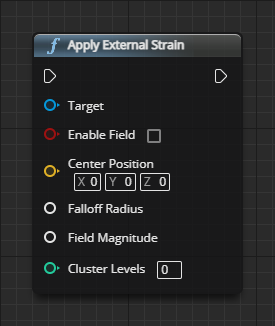 f Apply External Strain
Target
Enable Field
Center Position
X 0 Y 0 Z 0
Falloff Radius
Field Magnitude
Cluster Levels 0